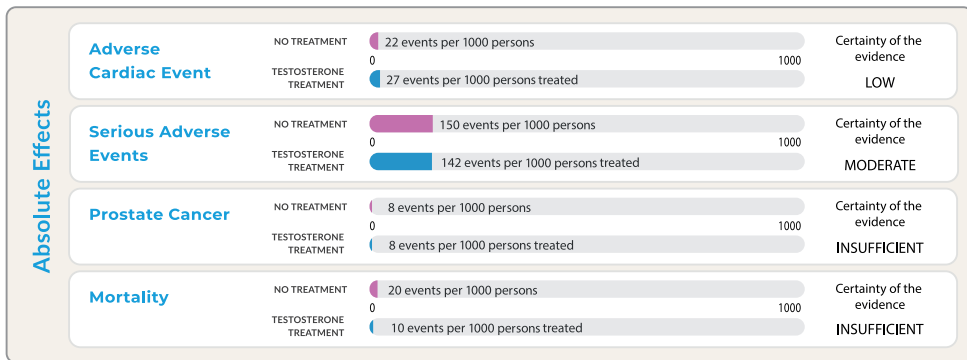 Absolute Effects
Adverse
Cardiac Event
NO TREATMENT
22 events per 1000 persons
0
1000
TESTOSTERONE
TREATMENT
27 events per 1000 persons treated
Certainty of the
evidence
LOW
Serious Adverse
Events
NO TREATMENT
150 events per 1000 persons
0
1000
TESTOSTERONE
TREATMENT
142 events per 1000 persons treated
Certainty of the
evidence
MODERATE
Prostate Cancer
NO TREATMENT
8 events per 1000 persons
0
1000
TESTOSTERONE
TREATMENT
8 events per 1000 persons treated
Certainty of the
evidence
INSUFFICIENT
Mortality
NO TREATMENT
20 events per 1000 persons
0
1000
TESTOSTERONE
TREATMENT
10 events per 1000 persons treated
Certainty of the
evidence
INSUFFICIENT